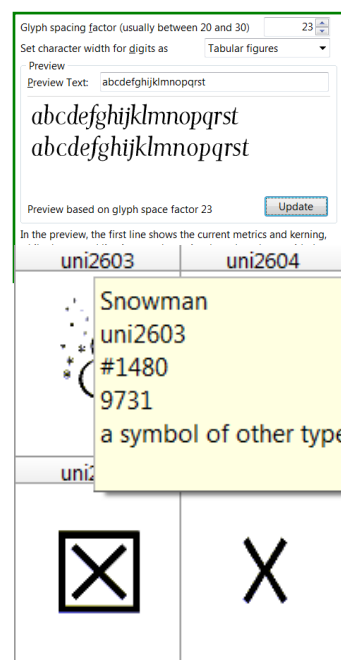 Glyph spacing factor (usually between 20 and 30) 23
Set character width for digits as Tabular figures
Preview
Preview Text: abcdefghijklmnopqrst
abcdefghijklmnopqrst
abcdefghijklmnopqrst
Preview based on glyph space factor 23 Update
In the preview, the first line shows the current metrics and kerning,
uni2603 uni2604
Snowman
uni2603
#1480
9731
a symbol of other type